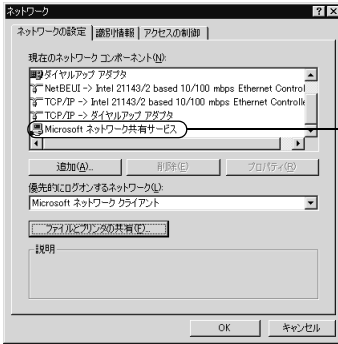 ネットワーク
ネットワークの設定 識別情報 アクセスの制御
現在のネットワーク コンポーネント(N):
ダイヤルアップ アダプタ
NetBEUI -> Intel 21143/2 based 10/100 mbps Ethernet Control
TCP/IP -> Intel 21143/2 based 10/100 mbps Ethernet Controlle
TCP/IP -> ダイヤルアップ アダプタ
Microsoft ネットワーク共有サービス
追加(A)... 削除(E) プロパティ(R)
優先的にログオンするネットワーク(L):
Microsoft ネットワーク クライアント
ファイルとプリンタの共有(F)...
説明
OK キャンセル